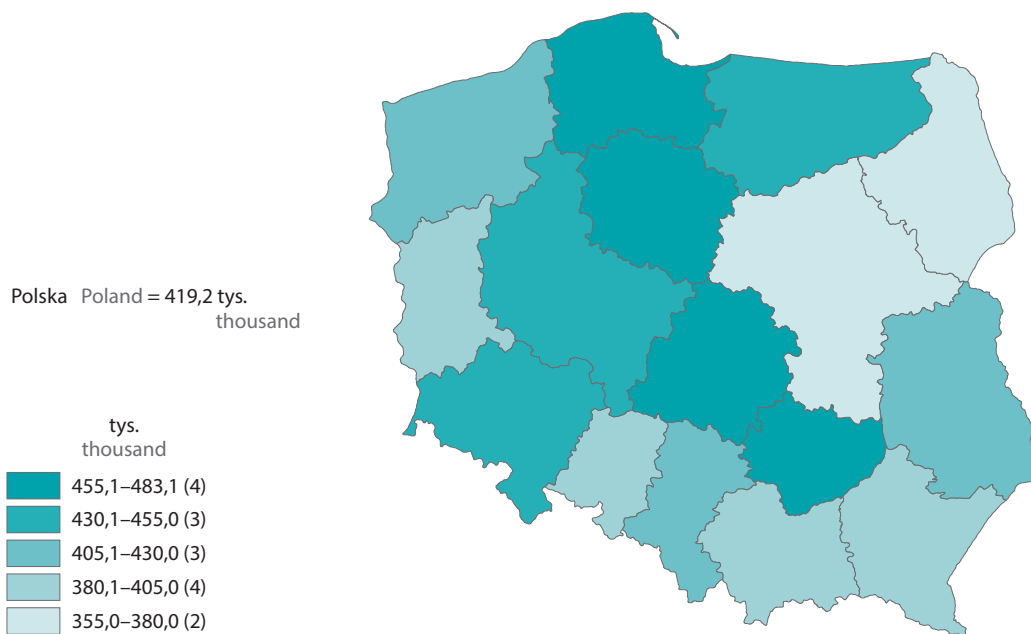 Polska Poland = 419,2 tys.
thousand
tys.
thousand
455,1–483,1 (4)
430,1–455,0 (3)
405,1–430,0 (3)
380,1–405,0 (4)
355,0–380,0 (2)